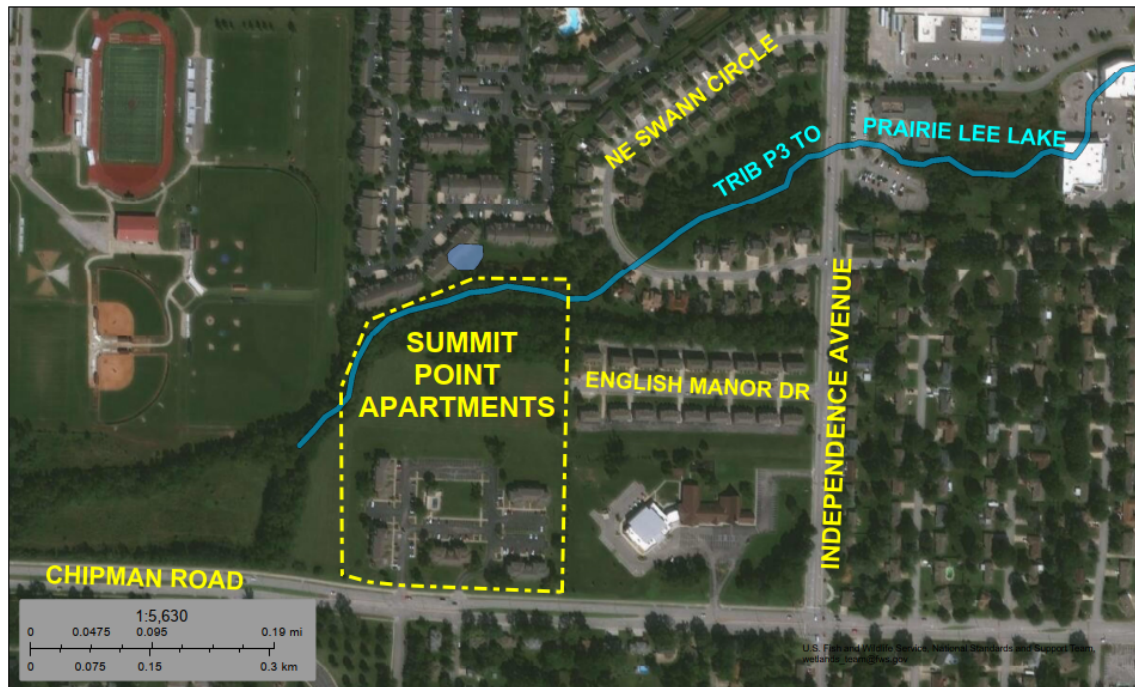 NE SWANN CIRCLE
TRIB P3 TO
PRAIRIE LEE LAKE
SUMMIT
POINT
APARTMENTS
ENGLISH MANOR DR
INDEPENDENCE AVENUE
CHIPMAN ROAD
1:5,630
0 0.0475 0.095 0.19 mi
0 0.075 0.15 0.3 km
U.S. Fish and Wildlife Service, National Standards and Support Team,
wetlands_team@fws.gov